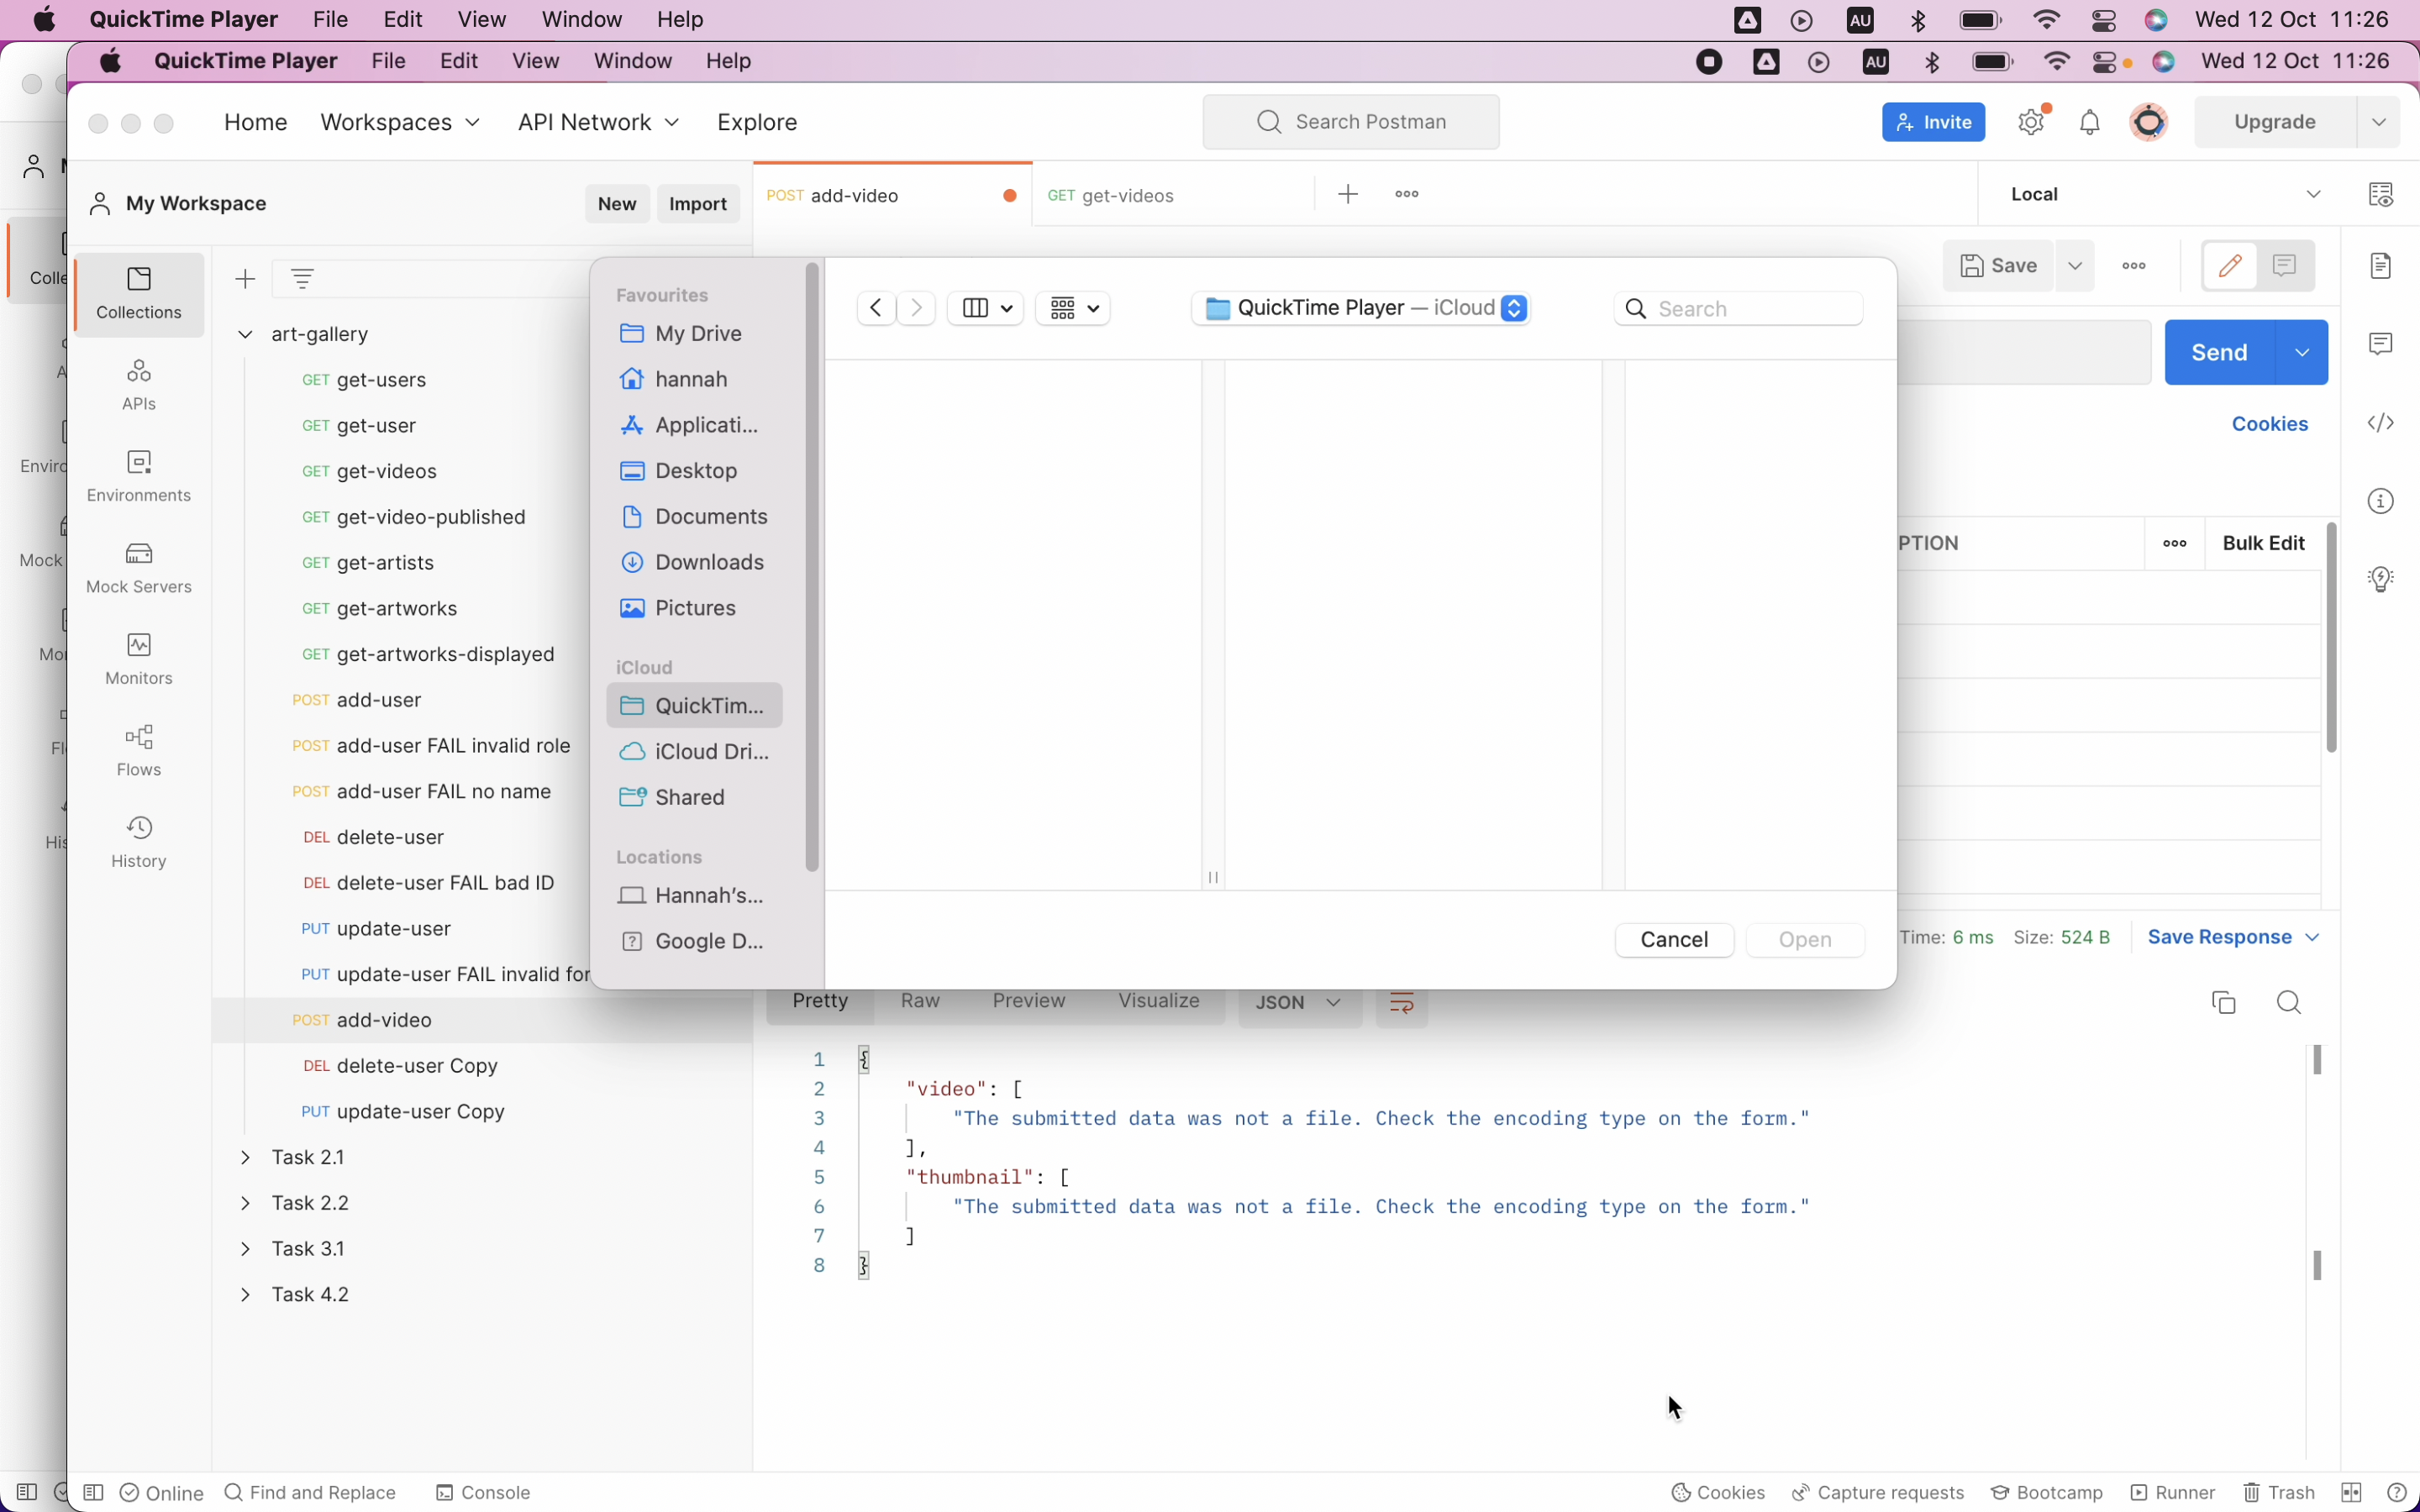 QuickTime Player File Edit View Window Help AU Wed 12 Oct 11:26
QuickTime Player File Edit View Window Help AU Wed 12 Oct 11:26
Home Workspaces API Network Explore Search Postman Invite Upgrade
My Workspace New Import POST add-video GET get-videos Local
Collections
APIs
Environments
Mock Servers
Monitors
Flows
History
art-gallery
GET get-users
GET get-user
GET get-videos
GET get-video-published
GET get-artists
GET get-artworks
GET get-artworks-displayed
POST add-user
POST add-user FAIL invalid role
POST add-user FAIL no name
DEL delete-user
DEL delete-user FAIL bad ID
PUT update-user
PUT update-user FAIL invalid for
POST add-video
DEL delete-user Copy
PUT update-user Copy
Task 2.1
Task 2.2
Task 3.1
Task 4.2
Favourites
My Drive
hannah
Applicati...
Desktop
Documents
Downloads
Pictures
iCloud
QuickTim...
iCloud Dri...
Shared
Locations
Hannah's...
Google D...
QuickTime Player — iCloud Search
Cancel Open
Save
Send
Cookies
PTION Bulk Edit
Time: 6 ms Size: 524 B Save Response
Pretty Raw Preview Visualize JSON
1 {
2 "video": [
3 "The submitted data was not a file. Check the encoding type on the form."
4 ],
5 "thumbnail": [
6 "The submitted data was not a file. Check the encoding type on the form."
7 ]
8 }
Online Find and Replace Console Cookies Capture requests Bootcamp Runner Trash
Colle
Enviro
Mock
Mo
Fl
His